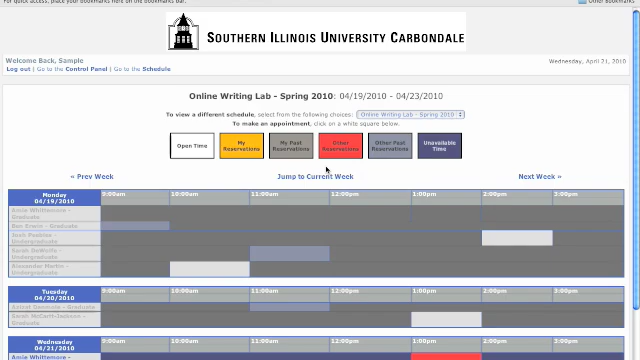 For quick access, place your bookmarks here on the bookmarks bar.
Other Bookmarks
SOUTHERN ILLINOIS UNIVERSITY CARBONDALE
Welcome Back, Sample
Wednesday, April 21, 2010
Log out | Go to the Control Panel | Go to the Schedule
Online Writing Lab - Spring 2010: 04/19/2010 - 04/23/2010
To view a different schedule, select from the following choices: Online Writing Lab - Spring 2010
To make an appointment, click on a white square below.
Open Time
My Reservations
My Past Reservations
Other Reservations
Other Past Reservations
Unavailable Time
« Prev Week
Jump to Current Week
Next Week »
Monday 9:00am 10:00am 11:00am 12:00pm 1:00pm 2:00pm 3:00pm
04/19/2010
Amie Whittemore -
Graduate
Ben Erwin - Graduate
Undergraduate
Sarah DeWolfe -
Undergraduate
Alexander Martin -
Undergraduate
Tuesday 9:00am 10:00am 11:00am 12:00pm 1:00pm 2:00pm 3:00pm
04/20/2010
- Graduate
Graduate
Wednesday 9:00am 10:00am 11:00am 12:00pm 1:00pm 2:00pm 3:00pm
04/21/2010
Amie Whittemore -